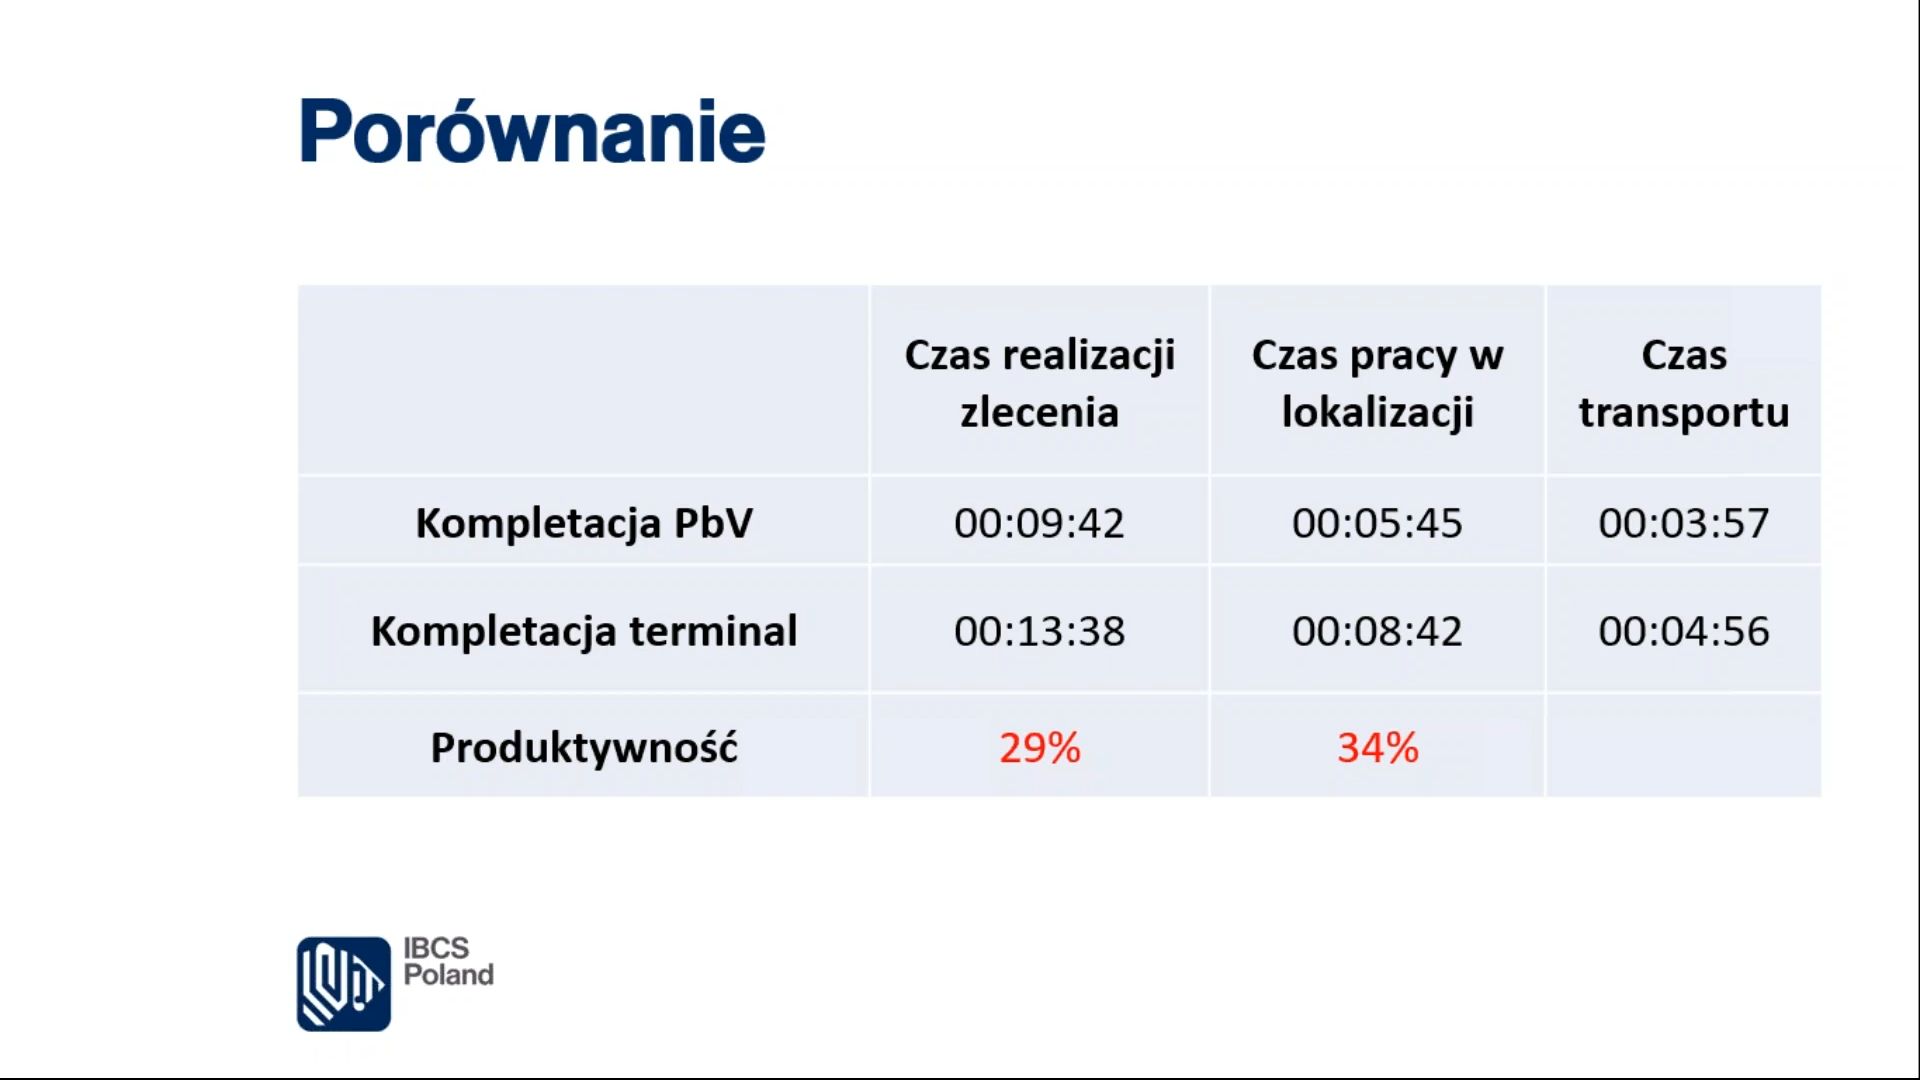 Porównanie
Czas realizacji zlecenia
Czas pracy w lokalizacji
Czas transportu
Kompletacja PbV 00:09:42 00:05:45 00:03:57
Kompletacja terminal 00:13:38 00:08:42 00:04:56
Produktywność 29% 34%
IBCS
Poland